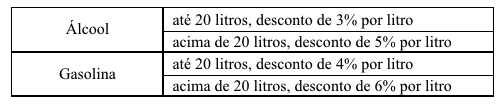 Álcool
até 20 litros, desconto de 3% por litro
acima de 20 litros, desconto de 5% por litro
Gasolina
até 20 litros, desconto de 4% por litro
acima de 20 litros, desconto de 6% por litro